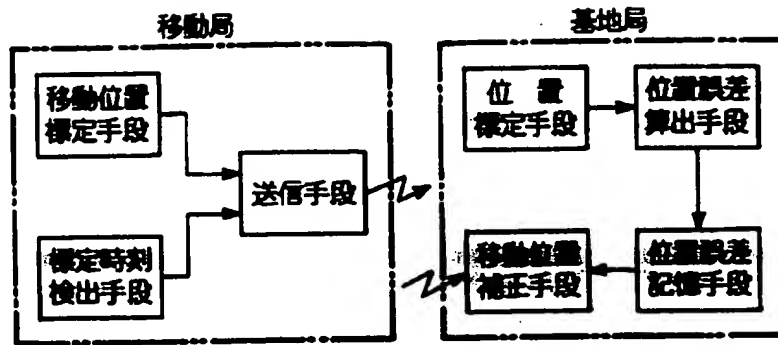 移動局
移動位置
標定手段
標定時刻
検出手段
送信手段
基地局
位 置
標定手段
位置誤差
算出手段
移動位置
補正手段
位置誤差
記憶手段